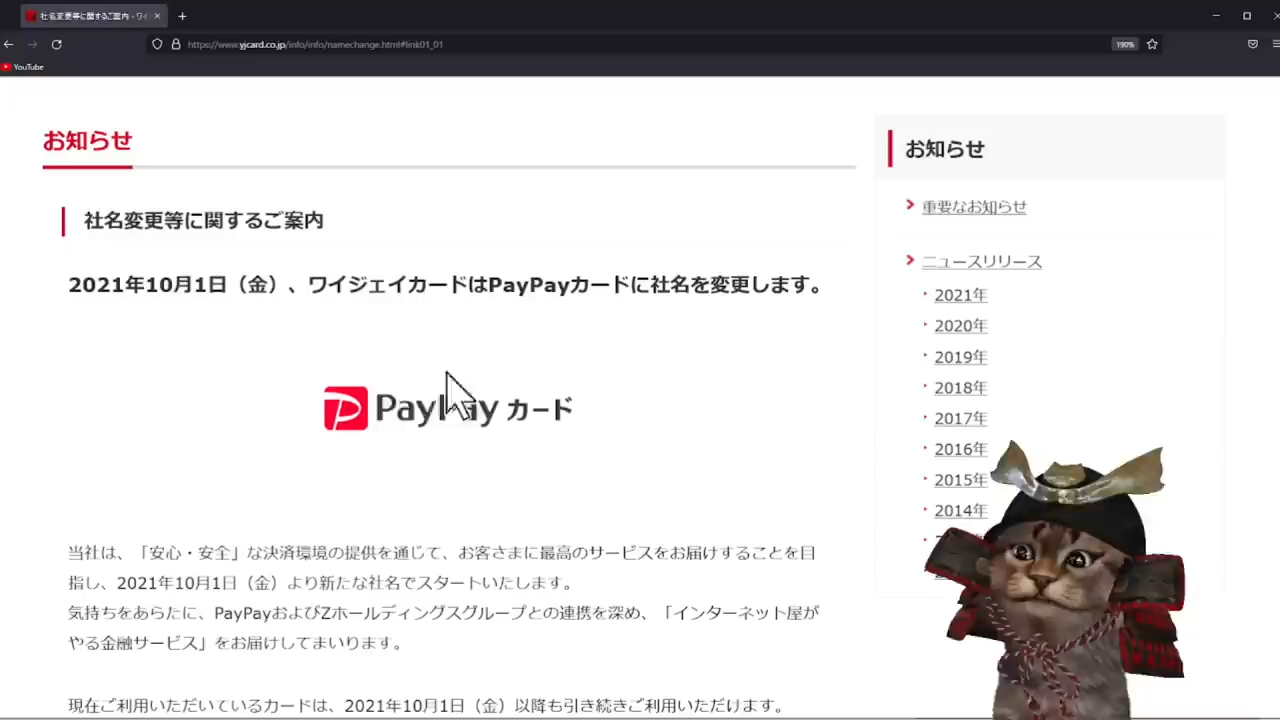 社名変更等に関するご案内 - ワイ
https://www.yjcard.co.jp/info/info/namechange.html#link01_01
190%
YouTube
お知らせ
社名変更等に関するご案内
2021年10月1日（金）、ワイジェイカードはPayPayカードに社名を変更します。
PayPay カード
当社は、「安心・安全」な決済環境の提供を通じて、お客さまに最高のサービスをお届けすることを目
指し、2021年10月1日（金）より新たな社名でスタートいたします。
気持ちをあらたに、PayPayおよびZホールディングスグループとの連携を深め、「インターネット屋が
やる金融サービス」をお届けしてまいります。
現在ご利用いただいているカードは、2021年10月1日（金）以降も引き続きご利用いただけます。
お知らせ
重要なお知らせ
ニュースリリース
2021年
2020年
2019年
2018年
2017年
2016年
2015年
2014年